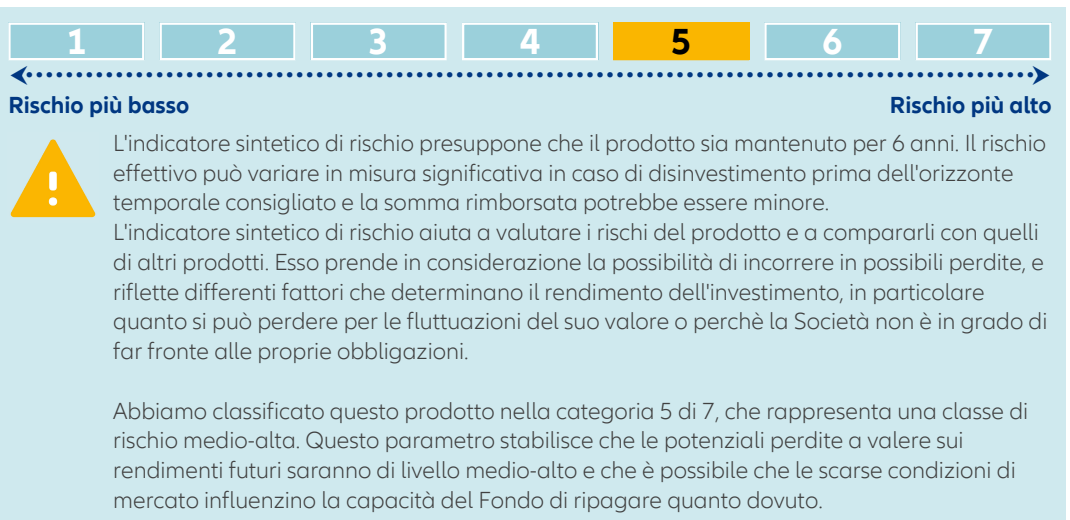 1 2 3 4 5 6 7
Rischio più basso Rischio più alto
L'indicatore sintetico di rischio presuppone che il prodotto sia mantenuto per 6 anni. Il rischio
effettivo può variare in misura significativa in caso di disinvestimento prima dell'orizzonte
temporale consigliato e la somma rimborsata potrebbe essere minore.
L'indicatore sintetico di rischio aiuta a valutare i rischi del prodotto e a compararli con quelli
di altri prodotti. Esso prende in considerazione la possibilità di incorrere in possibili perdite, e
riflette differenti fattori che determinano il rendimento dell'investimento, in particolare
quanto si può perdere per le fluttuazioni del suo valore o perchè la Società non è in grado di
far fronte alle proprie obbligazioni.
Abbiamo classificato questo prodotto nella categoria 5 di 7, che rappresenta una classe di
rischio medio-alta. Questo parametro stabilisce che le potenziali perdite a valere sui
rendimenti futuri saranno di livello medio-alto e che è possibile che le scarse condizioni di
mercato influenzino la capacità del Fondo di ripagare quanto dovuto.